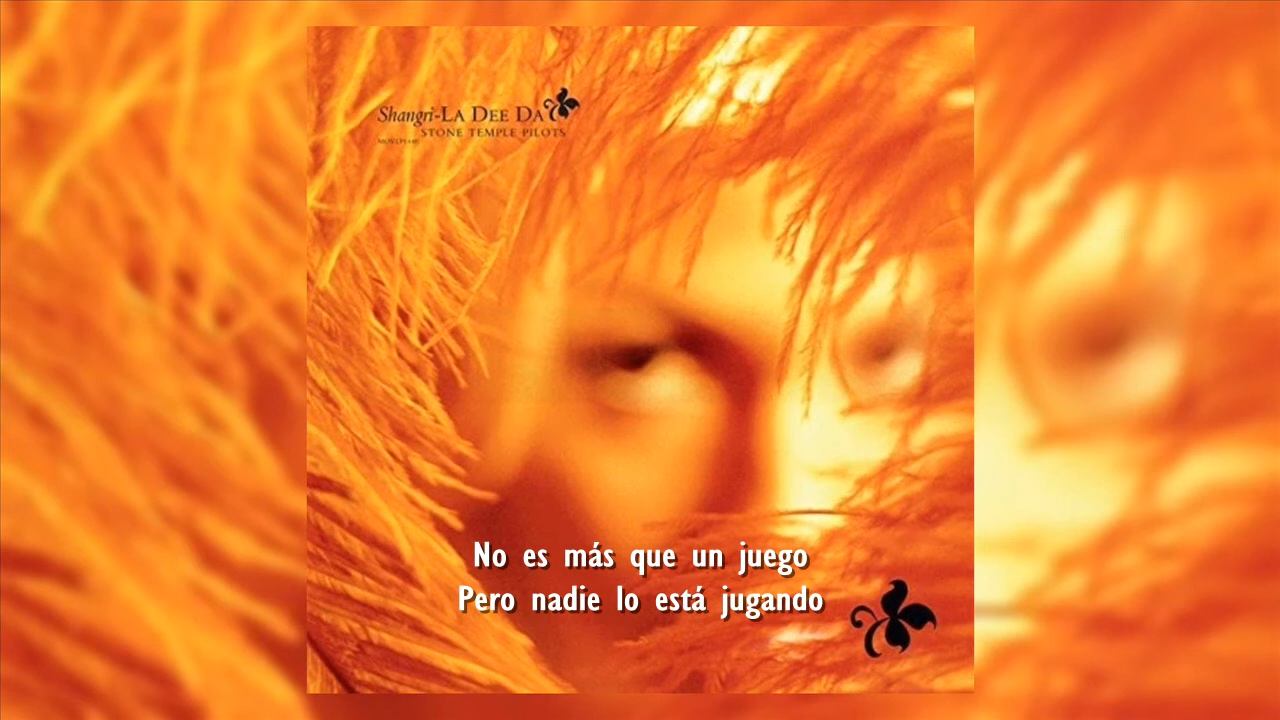 Shangri-LA DEE DA
STONE TEMPLE PILOTS
No es más que un juego
Pero nadie lo está jugando